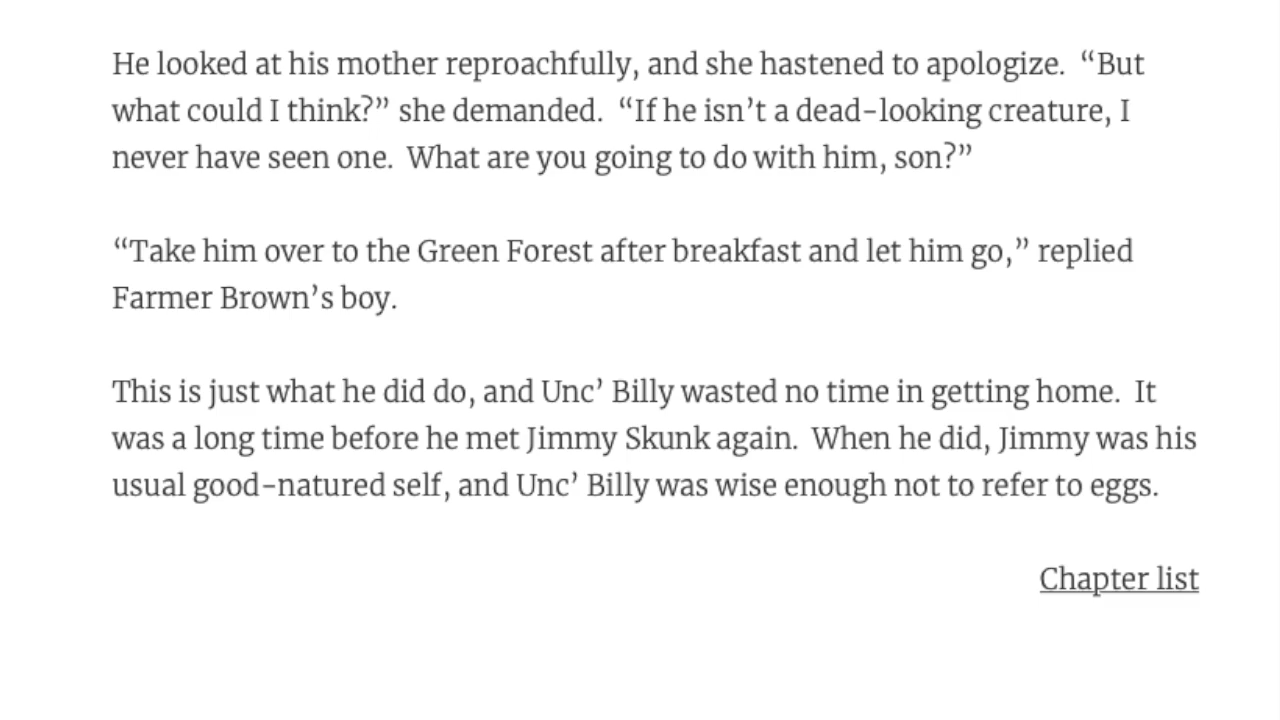 He looked at his mother reproachfully, and she hastened to apologize.  “But
what could I think?” she demanded.  “If he isn’t a dead-looking creature, I
never have seen one.  What are you going to do with him, son?”
“Take him over to the Green Forest after breakfast and let him go,” replied
Farmer Brown’s boy.
This is just what he did do, and Unc’ Billy wasted no time in getting home.  It
was a long time before he met Jimmy Skunk again.  When he did, Jimmy was his
usual good-natured self, and Unc’ Billy was wise enough not to refer to eggs.
Chapter list